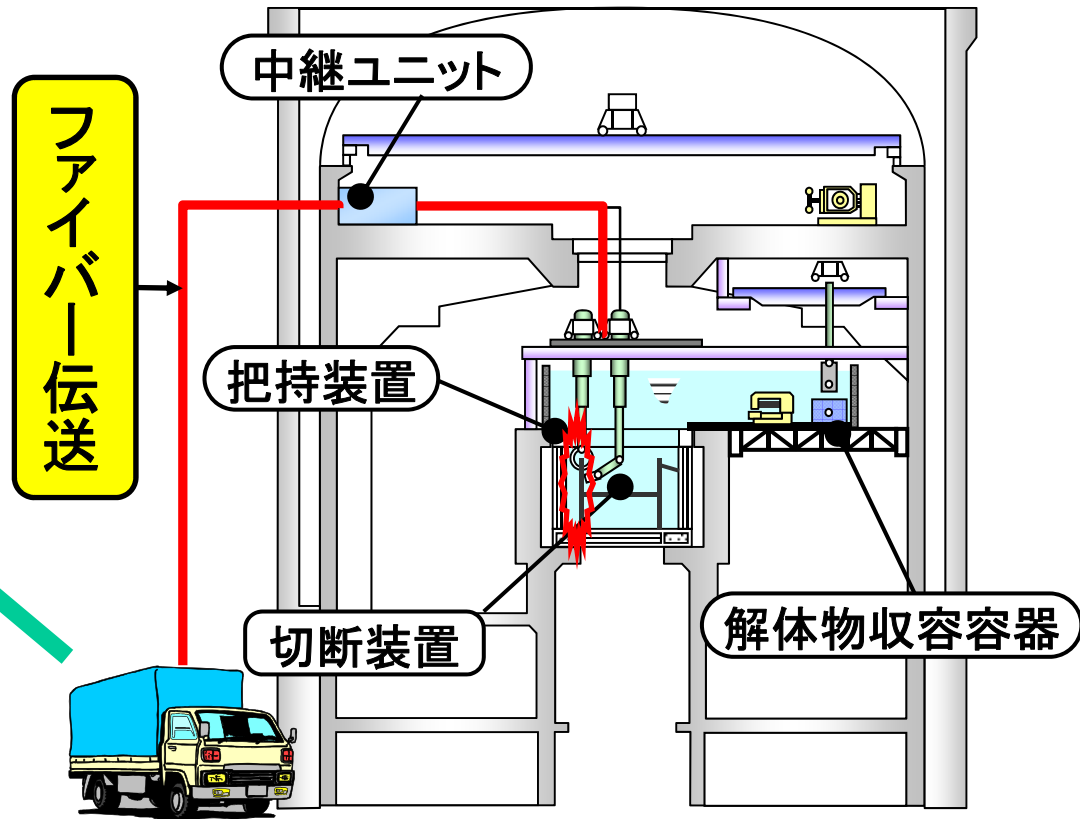 中継ユニット
ファイバー伝送
把持装置
切断装置
解体物収容容器